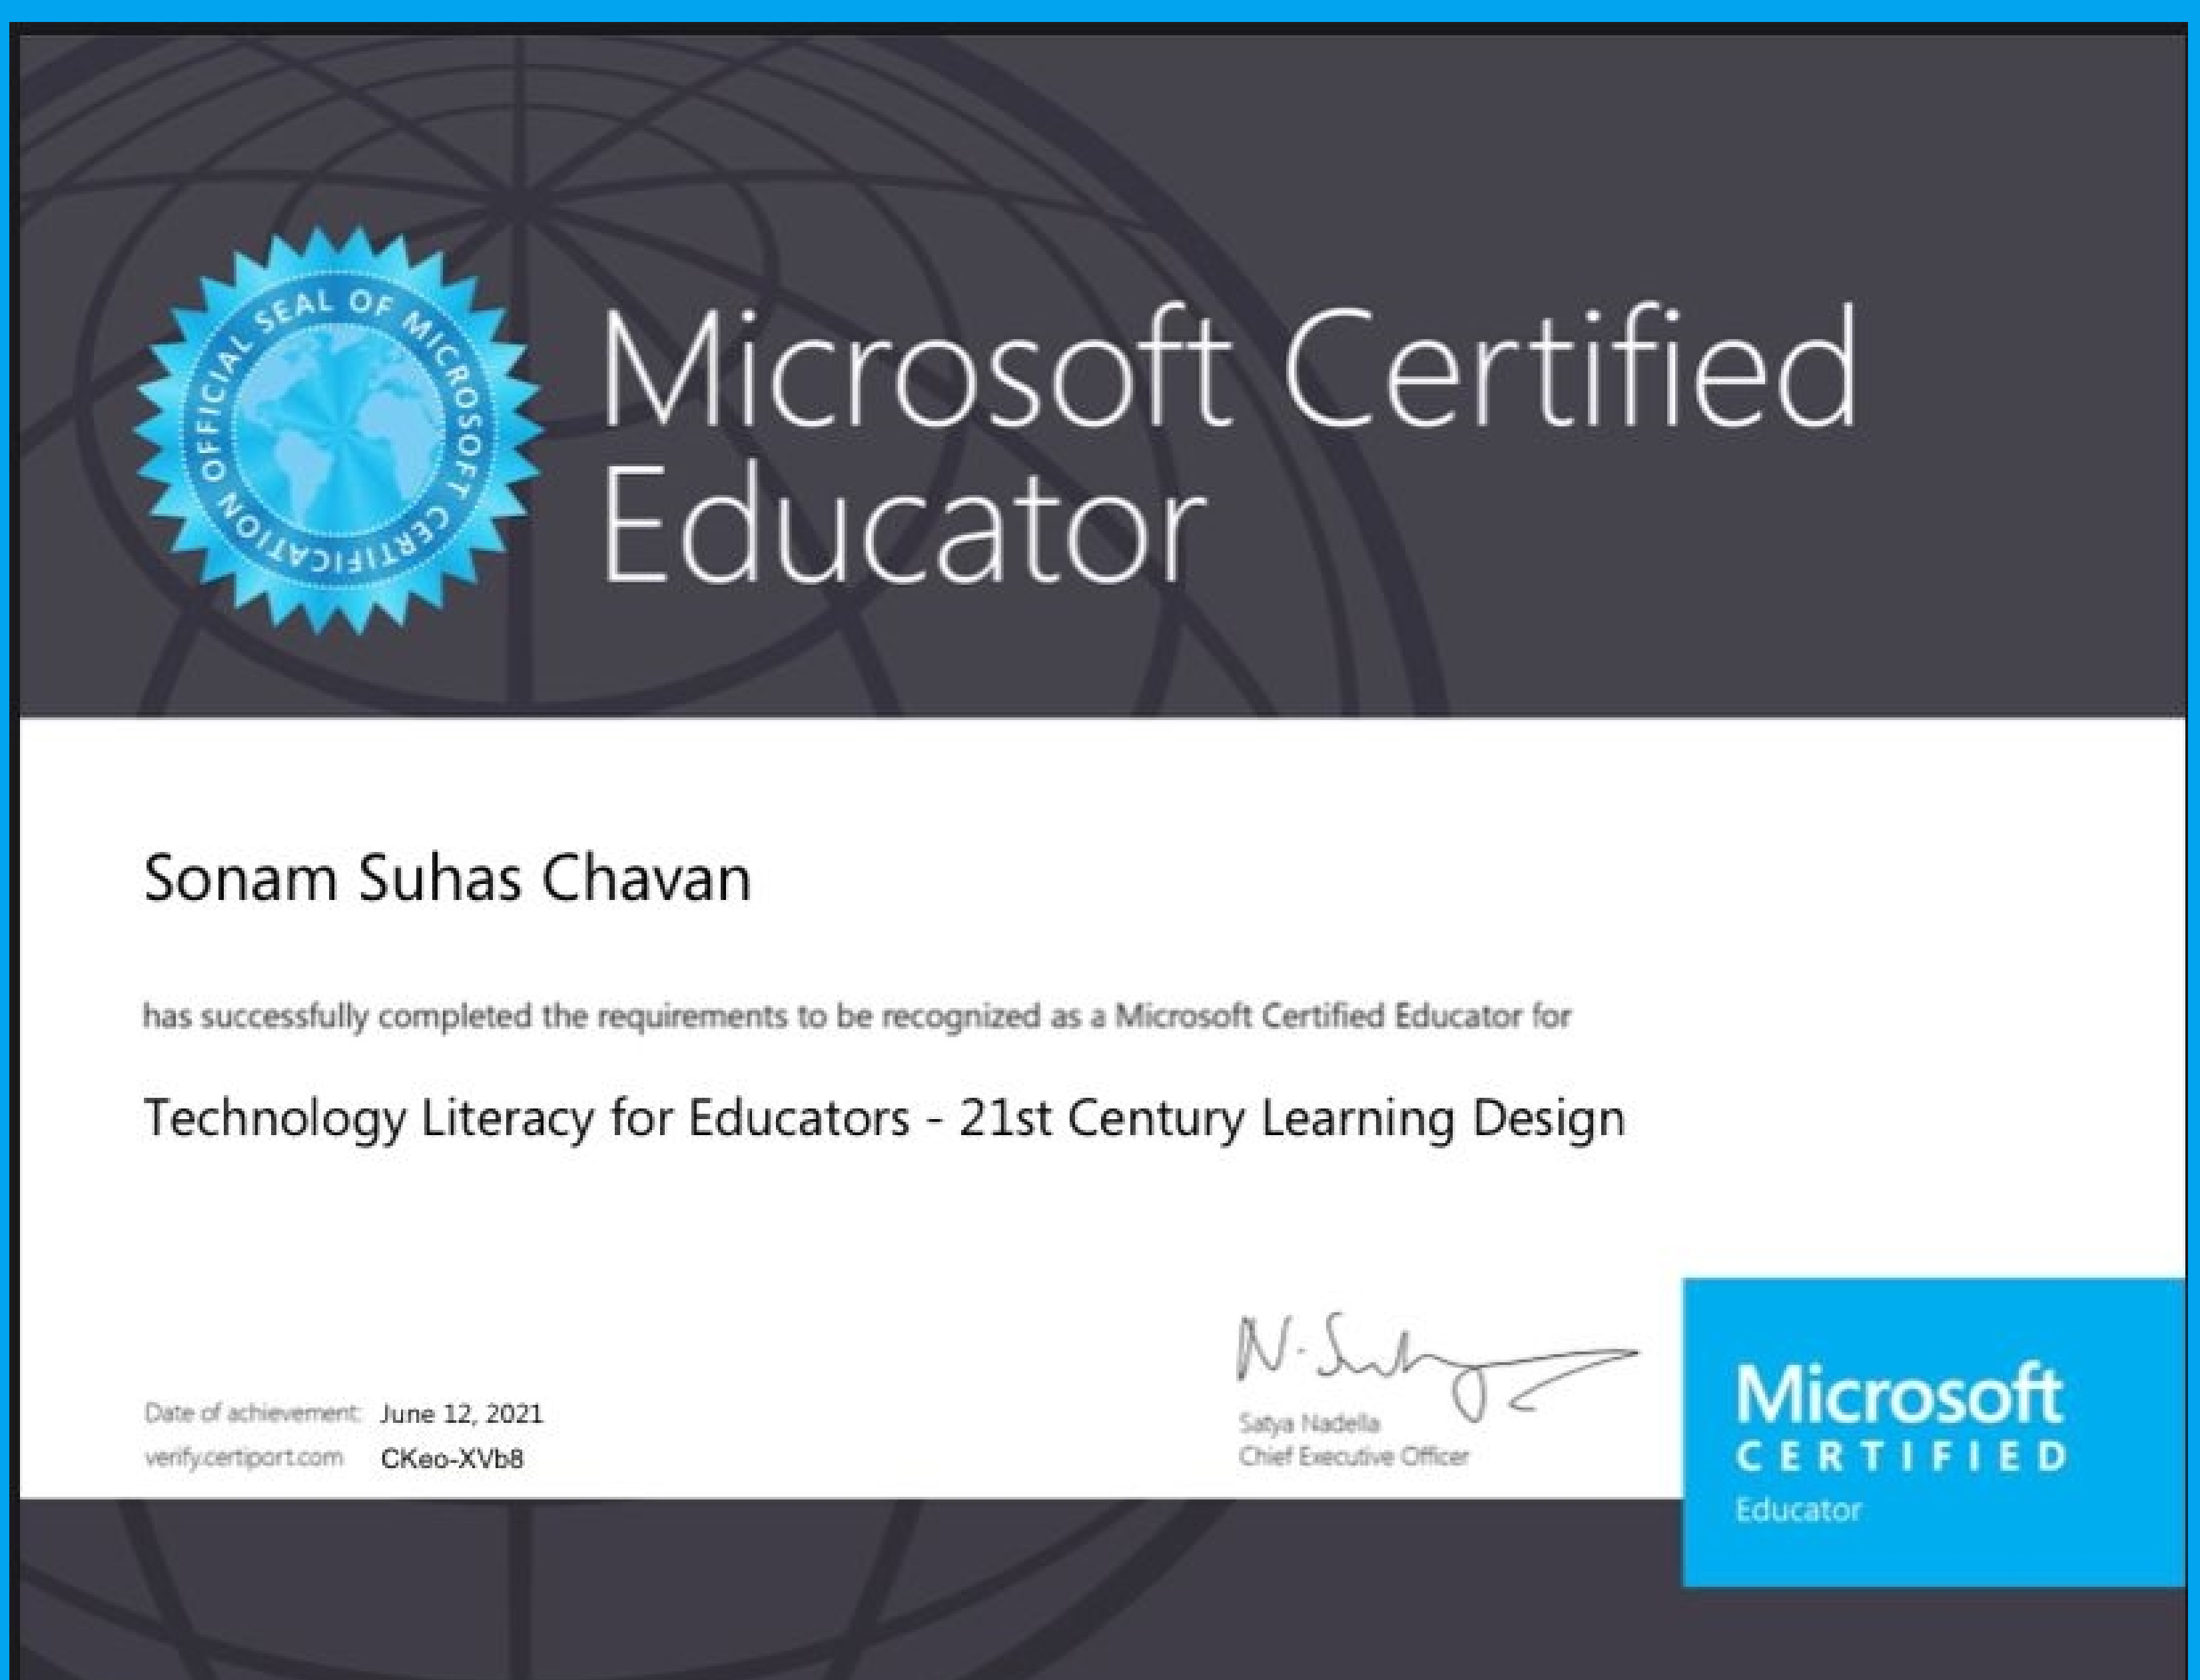 OFFICIAL SEAL OF MICROSOFT CERTIFICATION
Microsoft Certified
Educator
Sonam Suhas Chavan
has successfully completed the requirements to be recognized as a Microsoft Certified Educator for
Technology Literacy for Educators - 21st Century Learning Design
Date of achievement: June 12, 2021
verify.certiport.com CKeo-XVb8
N. Satya
Satya Nadella
Chief Executive Officer
Microsoft
CERTIFIED
Educator